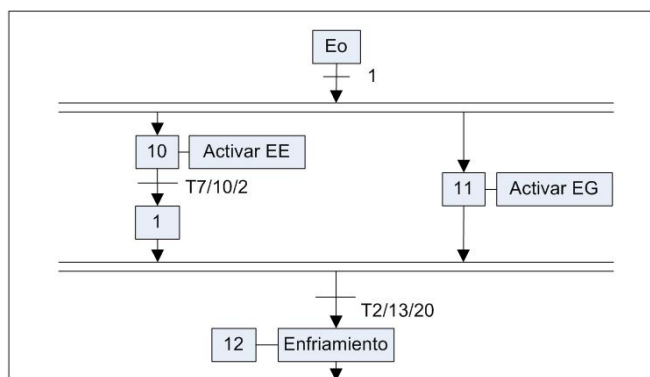 Eo
1
10
Activar EE
T7/10/2
1
11
Activar EG
T2/13/20
12
Enfriamiento